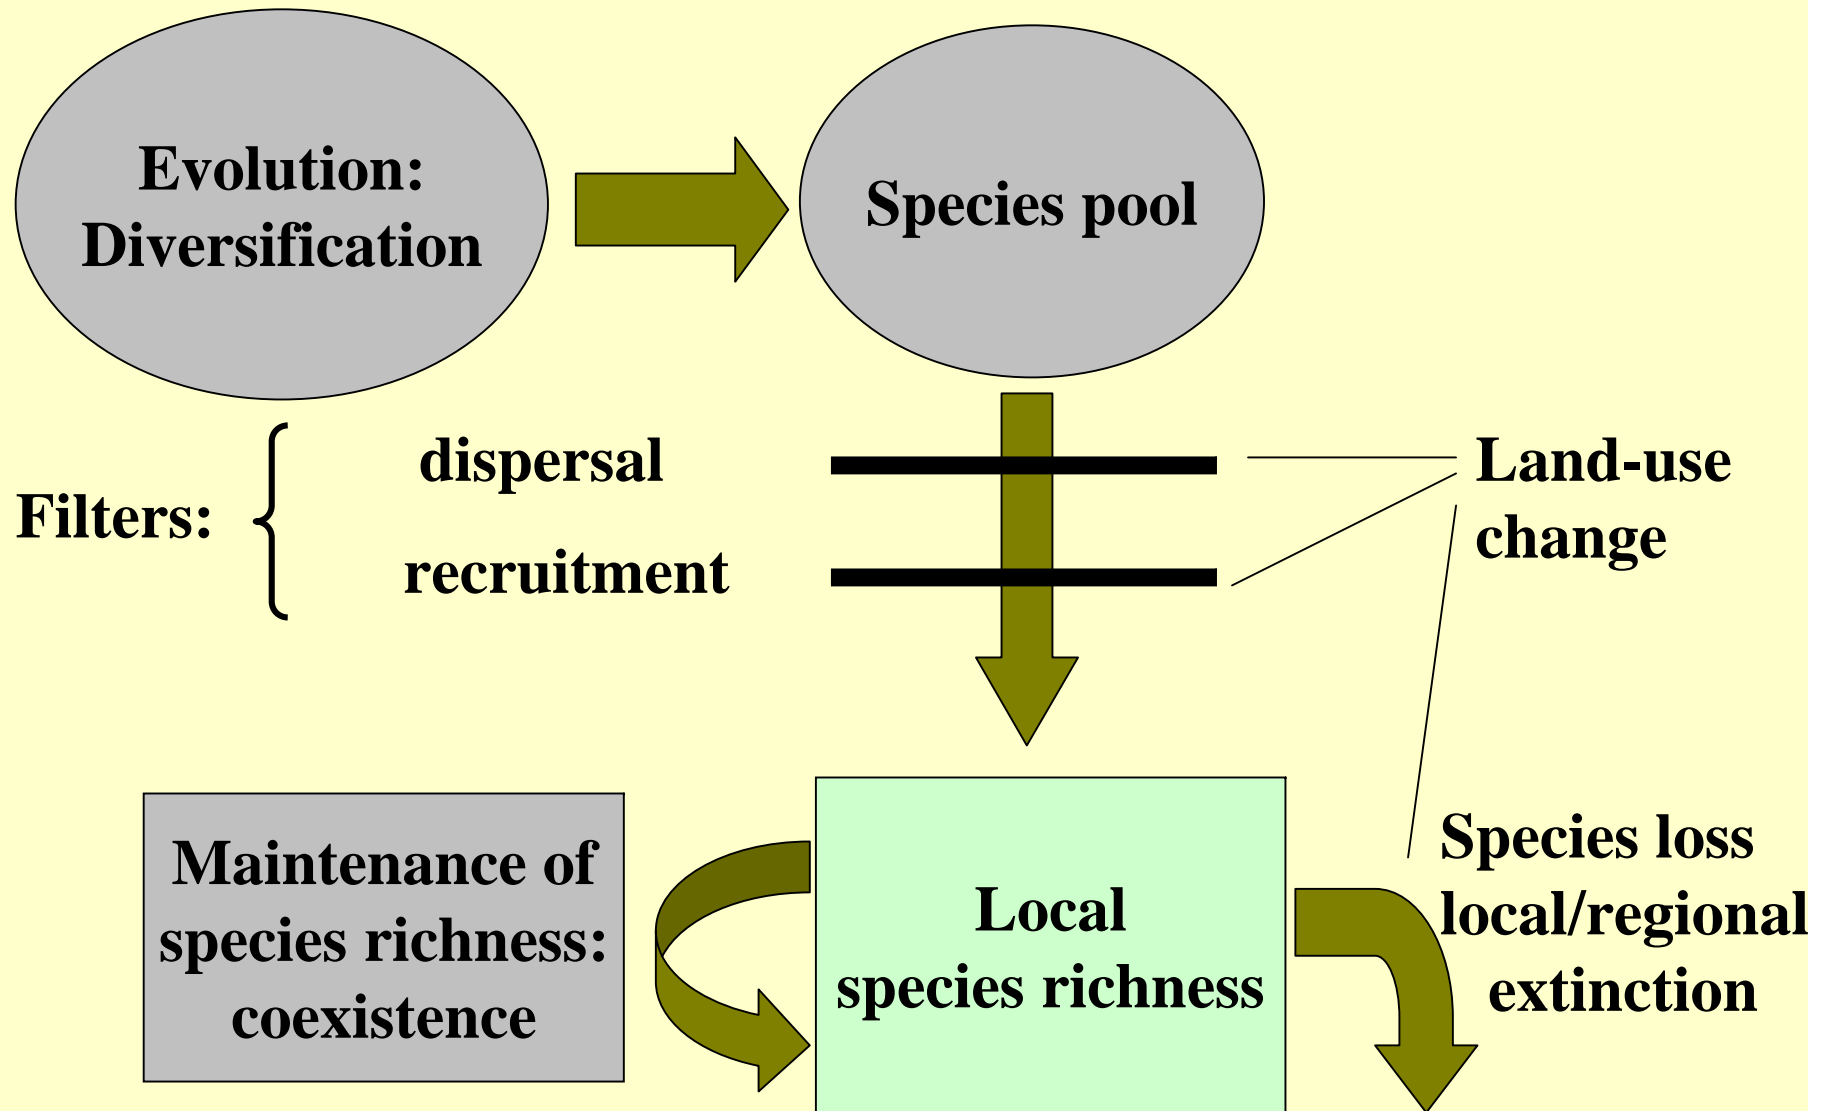 Evolution:
Diversification
Species pool
Filters:
dispersal
recruitment
Land-use
change
Maintenance of
species richness:
coexistence
Local
species richness
Species loss
local/regional
extinction